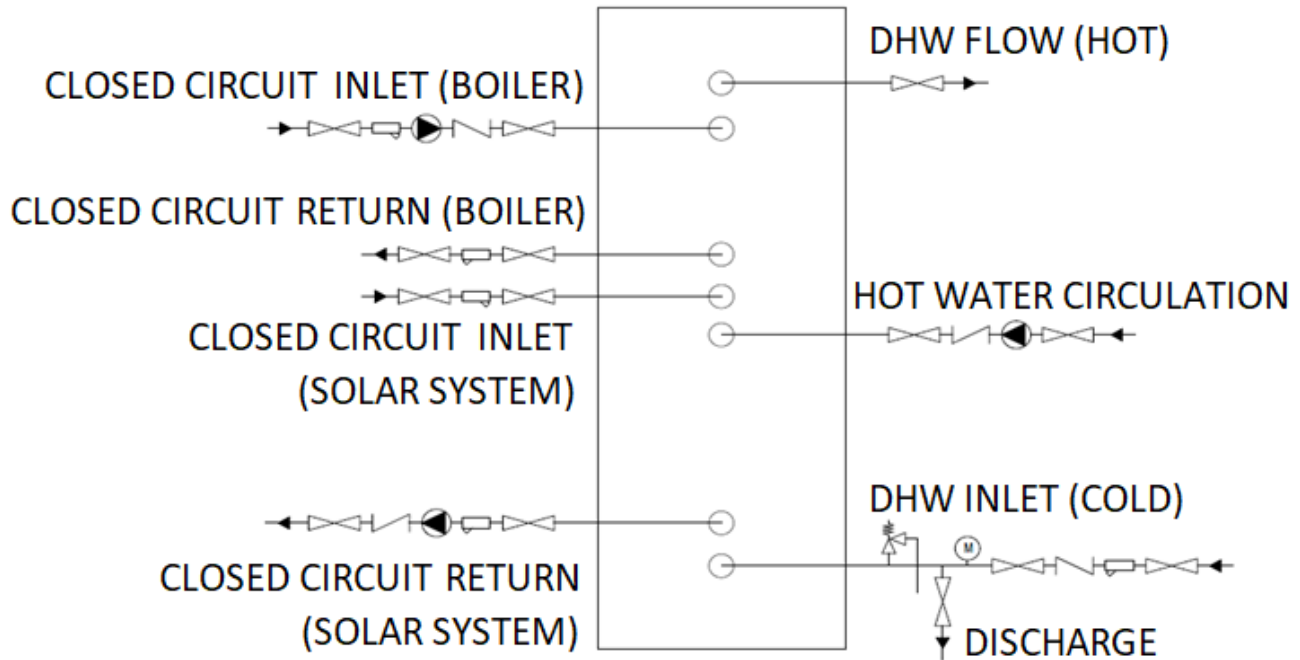 DHW FLOW (HOT)
CLOSED CIRCUIT INLET (BOILER)
CLOSED CIRCUIT RETURN (BOILER)
HOT WATER CIRCULATION
CLOSED CIRCUIT INLET
(SOLAR SYSTEM)
DHW INLET (COLD)
M
CLOSED CIRCUIT RETURN
(SOLAR SYSTEM)
DISCHARGE